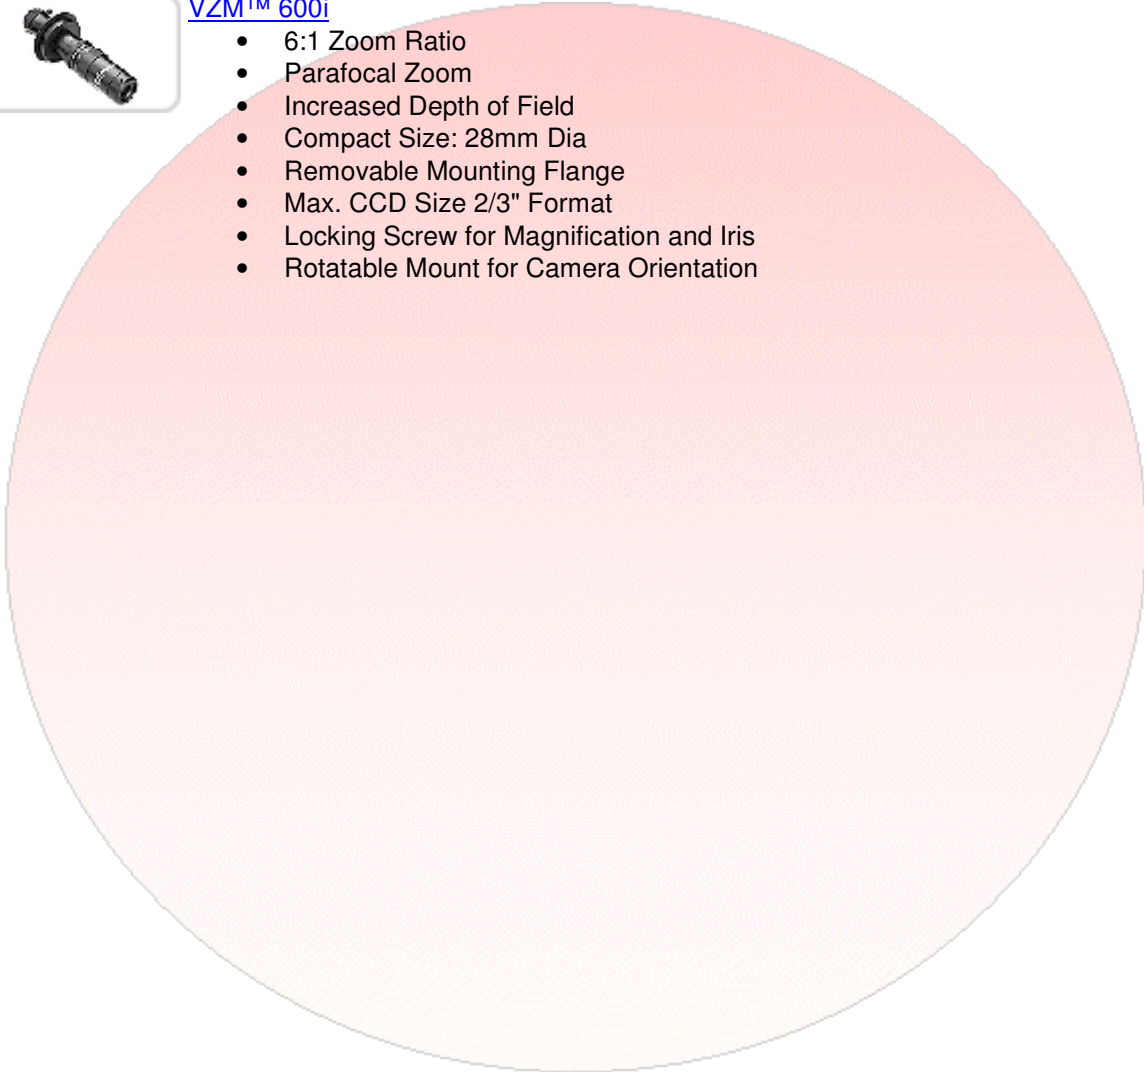 VZM™ 600i
• 6:1 Zoom Ratio
• Parafocal Zoom
• Increased Depth of Field
• Compact Size: 28mm Dia
• Removable Mounting Flange
• Max. CCD Size 2/3" Format
• Locking Screw for Magnification and Iris
• Rotatable Mount for Camera Orientation